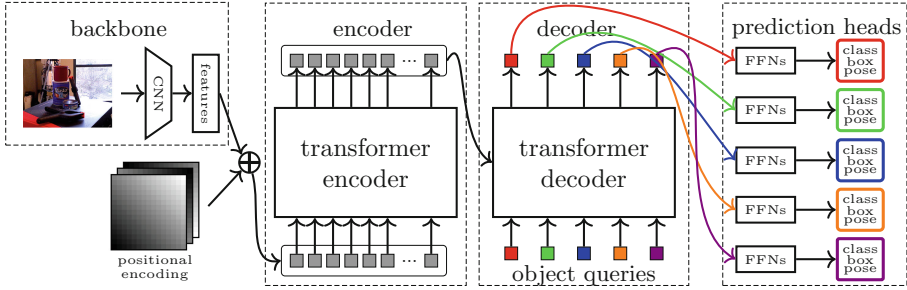 backbone
CNN
features
positional
encoding
encoder
...
transformer
encoder
...
decoder
transformer
decoder
object queries
prediction heads
FFNs
class
box
pose
FFNs
class
box
pose
FFNs
class
box
pose
FFNs
class
box
pose
FFNs
class
box
pose